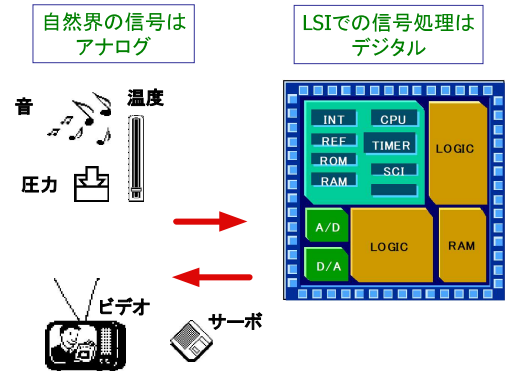 自然界の信号は
アナログ
LSIでの信号処理は
デジタル
音
温度
圧力
ビデオ
サーボ
INT
CPU
REF
TIMER
ROM
SCI
RAM
LOGIC
A/D
LOGIC
RAM
D/A